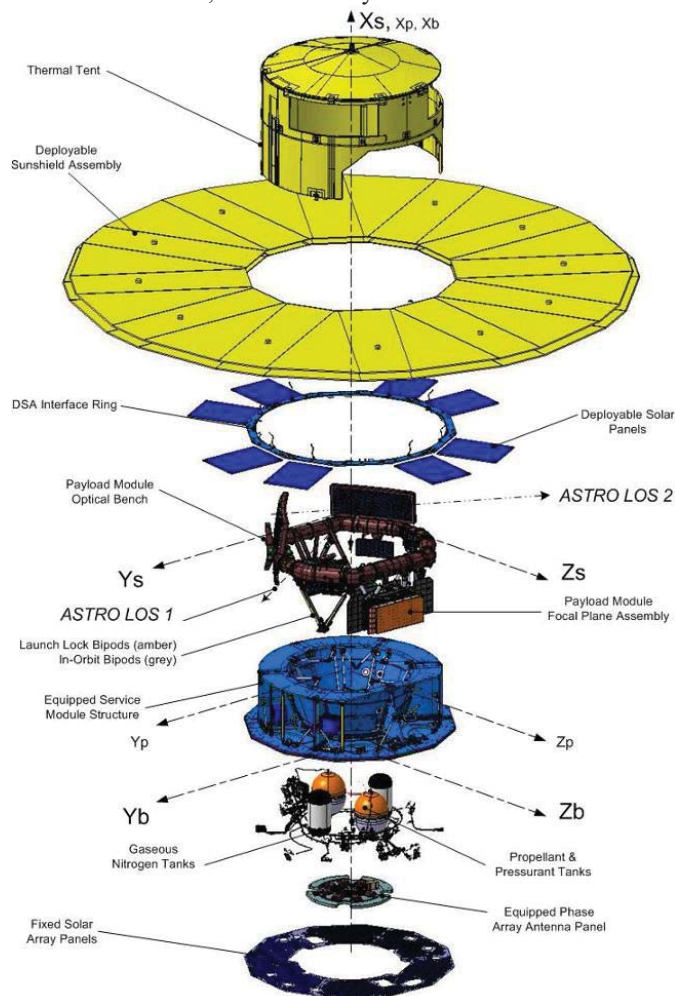 Xs, Xp, Xb
Thermal Tent
Deployable
Sunshield Assembly
DSA Interface Ring
Deployable Solar
Panels
Payload Module
Optical Bench
ASTRO LOS 2
Ys
Zs
ASTRO LOS 1
Payload Module
Focal Plane Assembly
Launch Lock Bipods (amber)
In-Orbit Bipods (grey)
Equipped Service
Module Structure
Yp
Zp
Yb
Zb
Gaseous
Nitrogen Tanks
Propellant &
Pressurant Tanks
Fixed Solar
Array Panels
Equipped Phase
Array Antenna Panel